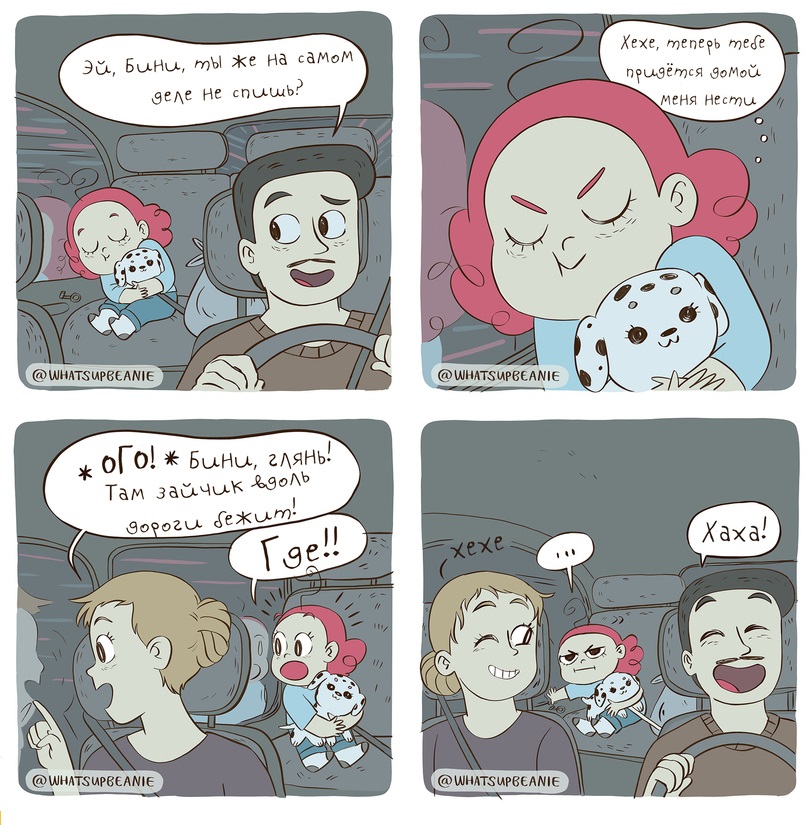 Эй, Бини, ты же на самом
деле не спишь?
@WHATSUPBEANIE
Хехе, теперь тебе
придётся домой
меня нести
@WHATSUPBEANIE
* ОГО! * Бини, глянь!
Там зайчик вдоль
дороги бежит!
Где!!
@WHATSUPBEANIE
хехе
...
Хаха!
@WHATSUPBEANIE